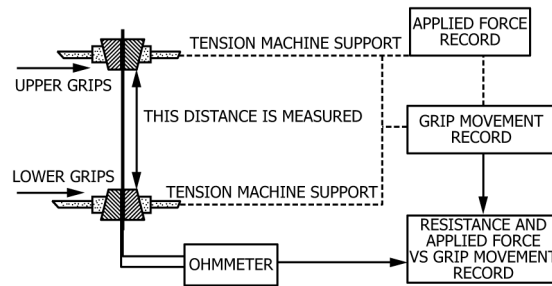 TENSION MACHINE SUPPORT
APPLIED FORCE
RECORD
UPPER GRIPS
THIS DISTANCE IS MEASURED
GRIP MOVEMENT
RECORD
LOWER GRIPS
TENSION MACHINE SUPPORT
RESISTANCE AND
APPLIED FORCE
VS GRIP MOVEMENT
RECORD
OHMMETER